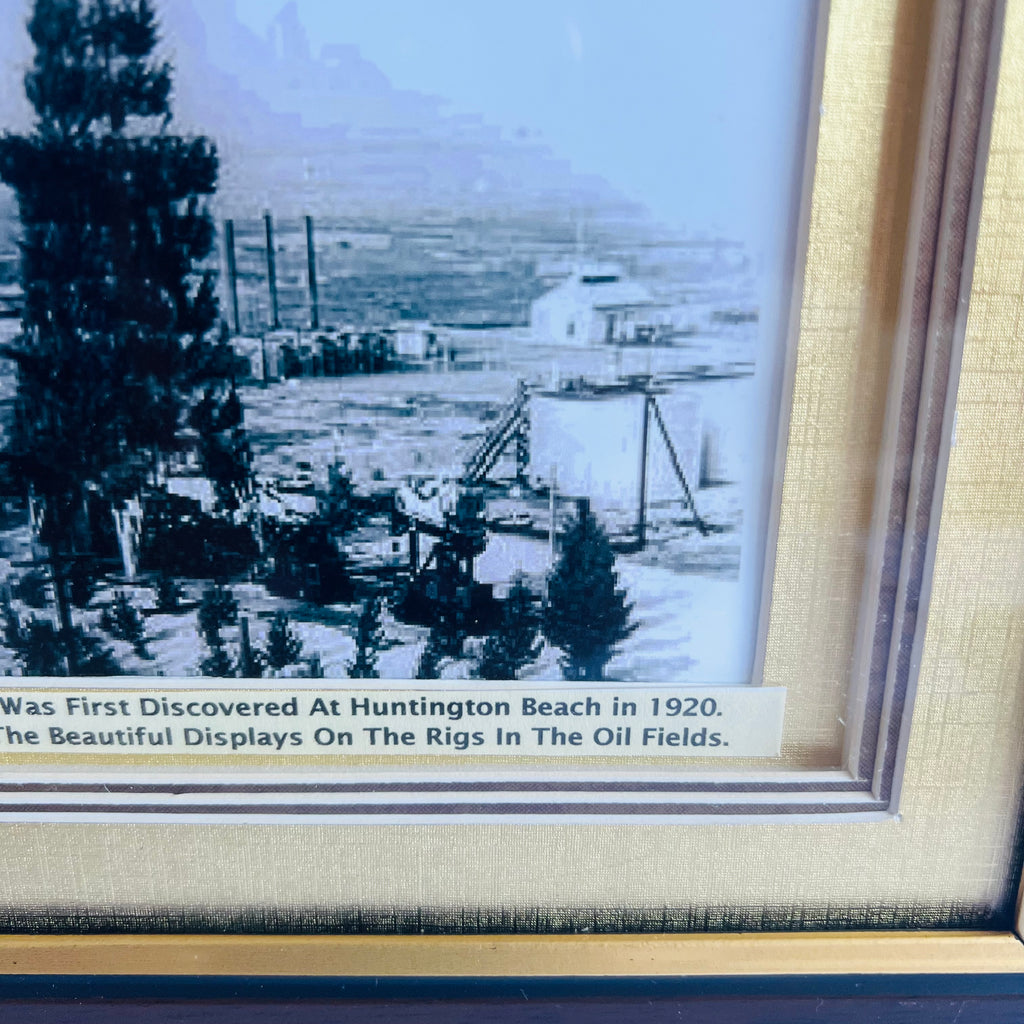 Was First Discovered At Huntington Beach in 1920.
The Beautiful Displays On The Rigs In The Oil Fields.